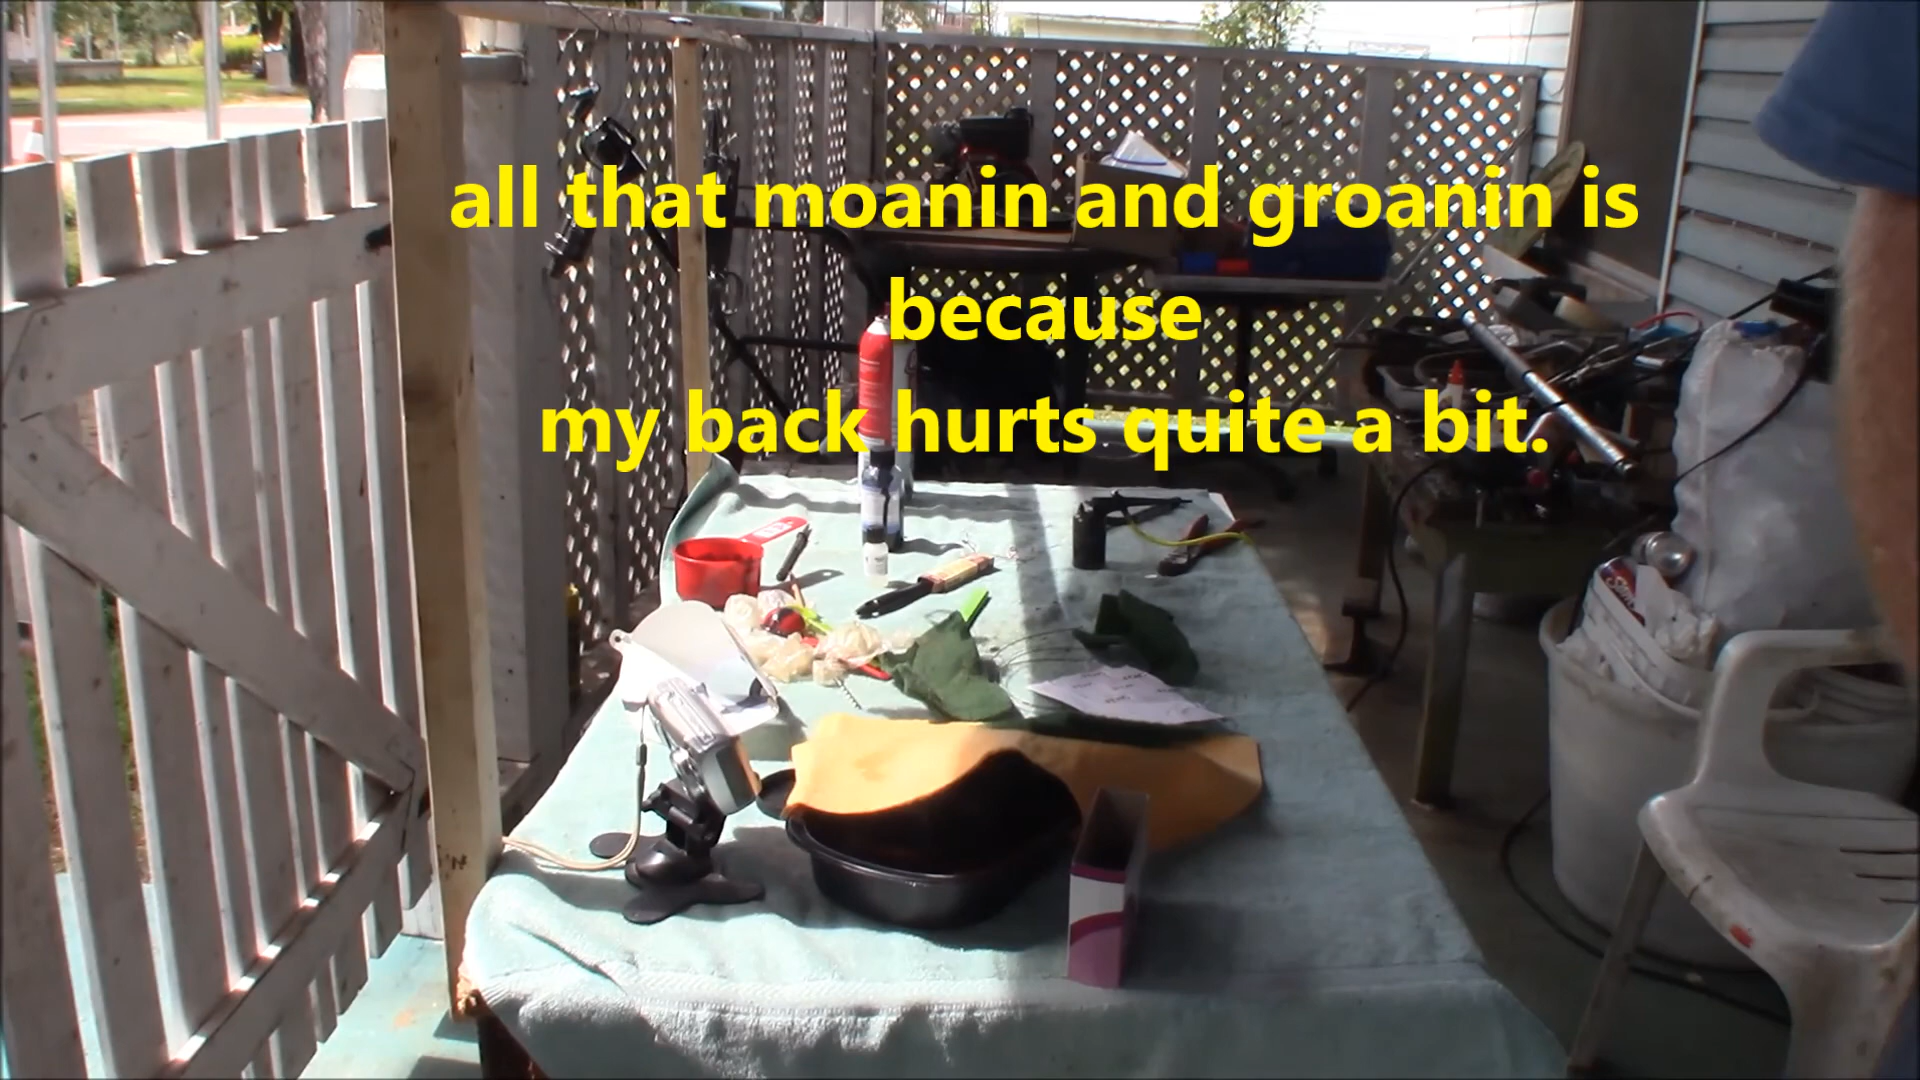 all that moanin and groanin is
because
my back hurts quite a bit.